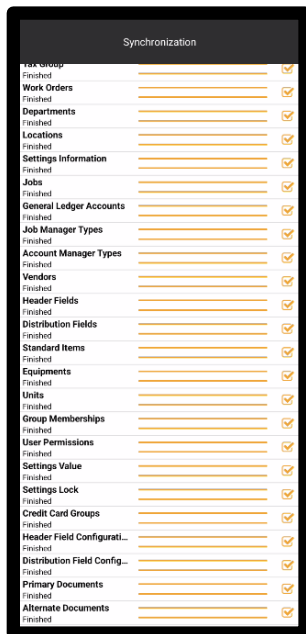 Synchronization
Tax Group
Finished
Work Orders
Finished
Departments
Finished
Locations
Finished
Settings Information
Finished
Jobs
Finished
General Ledger Accounts
Finished
Job Manager Types
Finished
Account Manager Types
Finished
Vendors
Finished
Header Fields
Finished
Distribution Fields
Finished
Standard Items
Finished
Equipments
Finished
Units
Finished
Group Memberships
Finished
User Permissions
Finished
Settings Value
Finished
Settings Lock
Finished
Credit Card Groups
Finished
Header Field Configurati...
Finished
Distribution Field Config...
Finished
Primary Documents
Finished
Alternate Documents
Finished